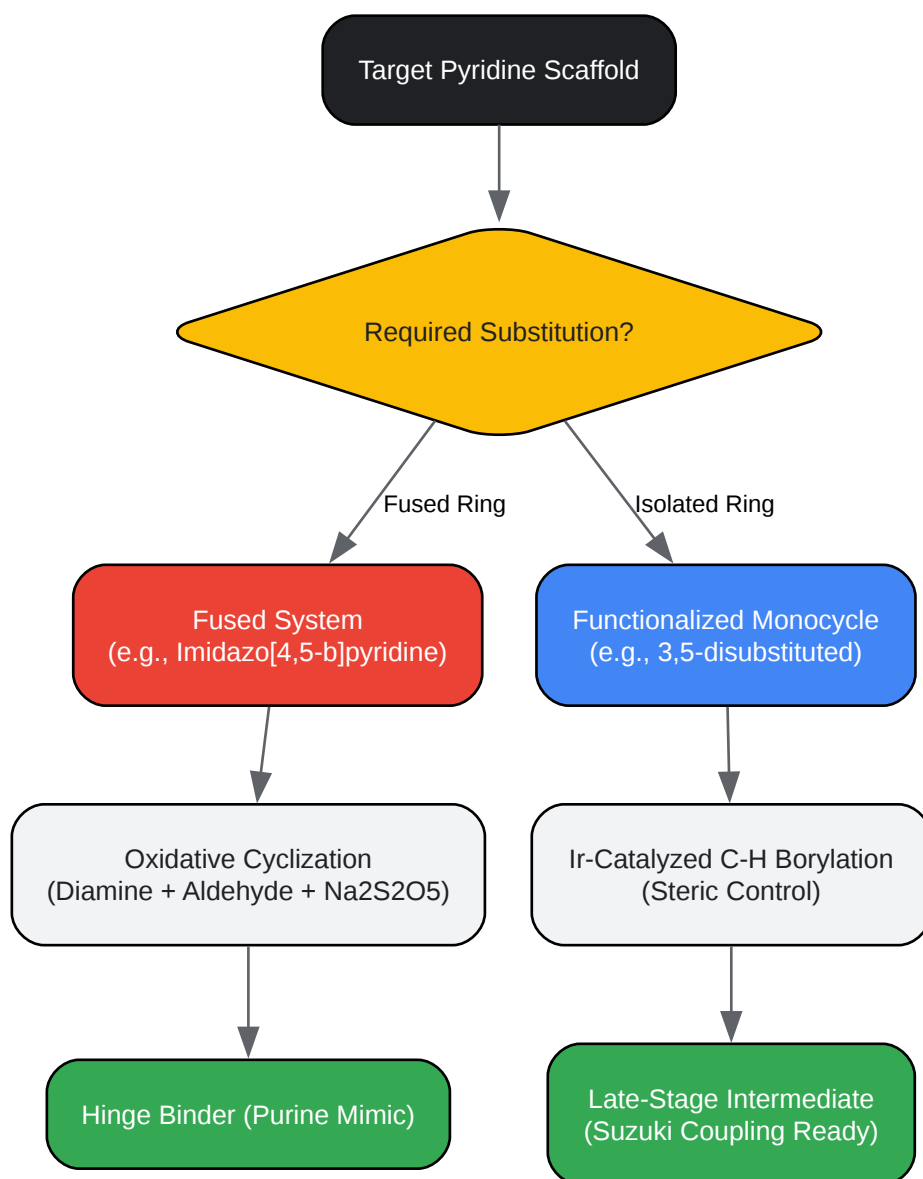 Target Pyridine Scaffold
Required Substitution?
Fused Ring
Isolated Ring
Fused System
(e.g., Imidazo[4,5-b]pyridine)
Functionalized Monocycle
(e.g., 3,5-disubstituted)
Oxidative Cyclization
(Diamine + Aldehyde + Na2S2O5)
Ir-Catalyzed C-H Borylation
(Steric Control)
Hinge Binder (Purine Mimic)
Late-Stage Intermediate
(Suzuki Coupling Ready)